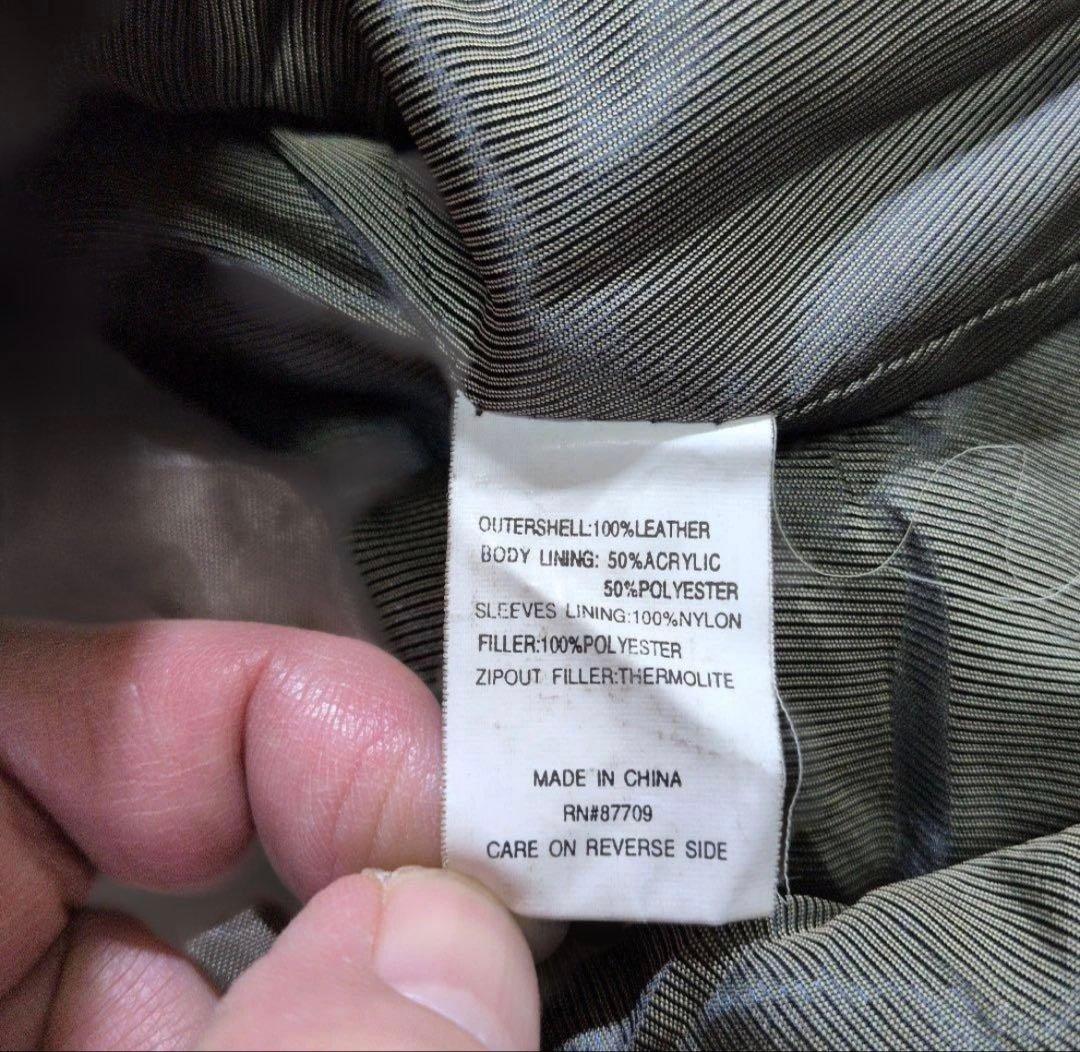 OUTERSHELL:100%LEATHER
BODY LINING: 50%ACRYLIC
50%POLYESTER
SLEEVES LINING:100%NYLON
FILLER:100%POLYESTER
ZIPOUT FILLER:THERMOLITE
MADE IN CHINA
RN#87709
CARE ON REVERSE SIDE